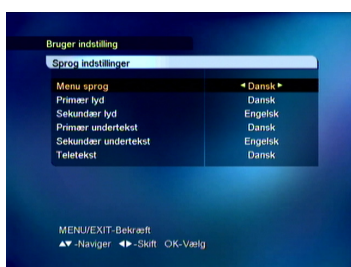 Bruger indstilling
Sprog indstillinger
Menu sprog ◄ Dansk ►
Primær lyd Dansk
Sekundær lyd Engelsk
Primær undertekst Dansk
Sekundær undertekst Engelsk
Teletekst Dansk
MENU/EXIT-Bekræft
▲▼ -Naviger ◄► -Skift OK-Vælg